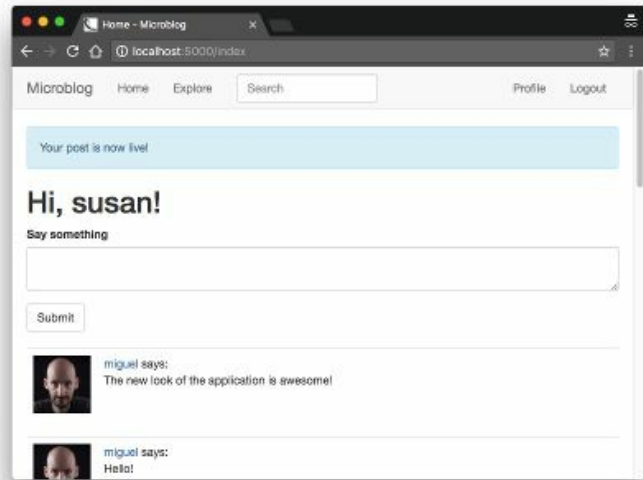 Home - Microblog
localhost:5000/index
Microblog Home Explore Search Profile Logout
Your post is now live!
Hi, susan!
Say something
Submit
miguel says:
The new look of the application is awesome!
miguel says:
Hello!